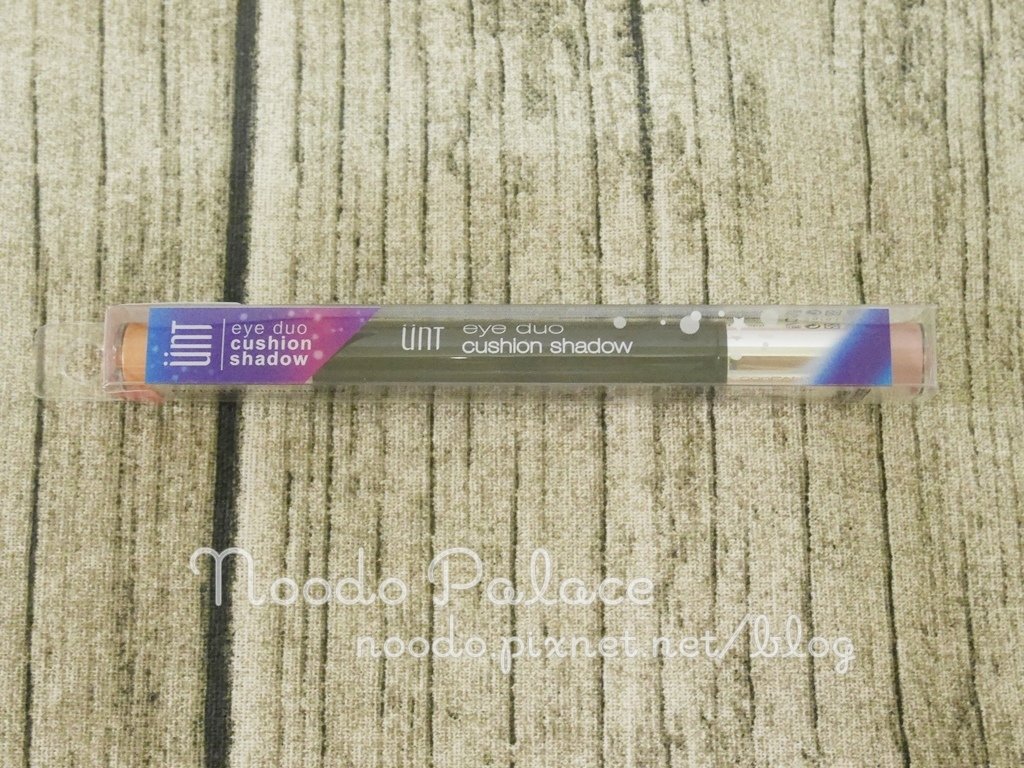 üNT
eye duo
cushion
shadow
üNT
eye duo
cushion shadow
Noodo Palace
noodo.pixnet.net/blog